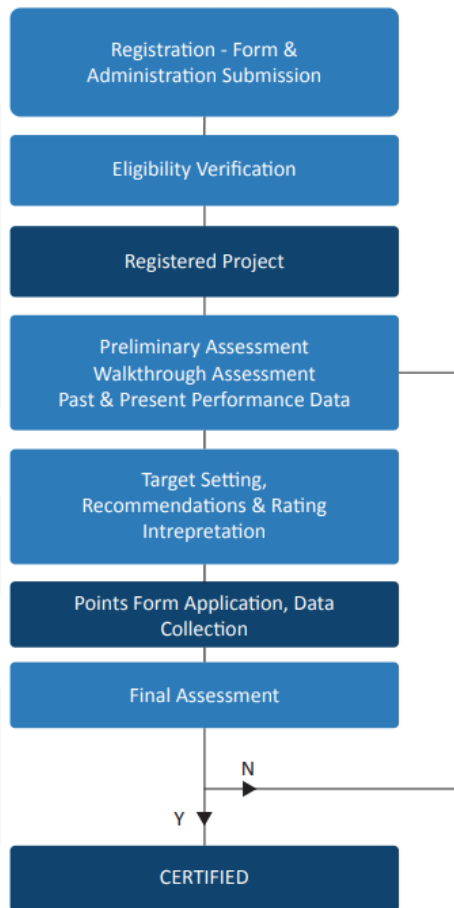 Registration - Form &
Administration Submission
Eligibility Verification
Registered Project
Preliminary Assessment
Walkthrough Assessment
Past & Present Performance Data
Target Setting,
Recommendations & Rating
Intrepretation
Points Form Application, Data
Collection
Final Assessment
N
Y
CERTIFIED